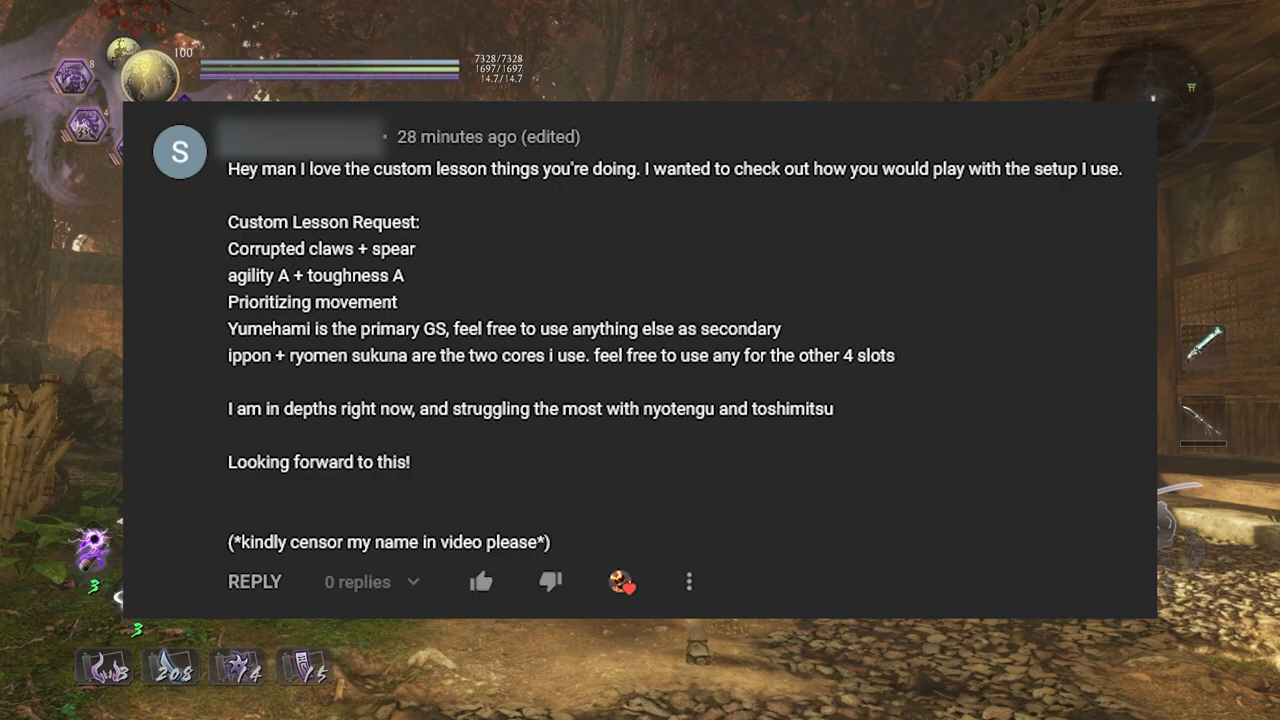 100
7328/7328
1697/1697
14.7/14.7
8
4
S
• 28 minutes ago (edited)
Hey man I love the custom lesson things you're doing. I wanted to check out how you would play with the setup I use.
Custom Lesson Request:
Corrupted claws + spear
agility A + toughness A
Prioritizing movement
Yumehami is the primary GS, feel free to use anything else as secondary
ippon + ryomen sukuna are the two cores i use. feel free to use any for the other 4 slots
I am in depths right now, and struggling the most with nyotengu and toshimitsu
Looking forward to this!
(*kindly censor my name in video please*)
REPLY 0 replies
3
3
3 208 4 5